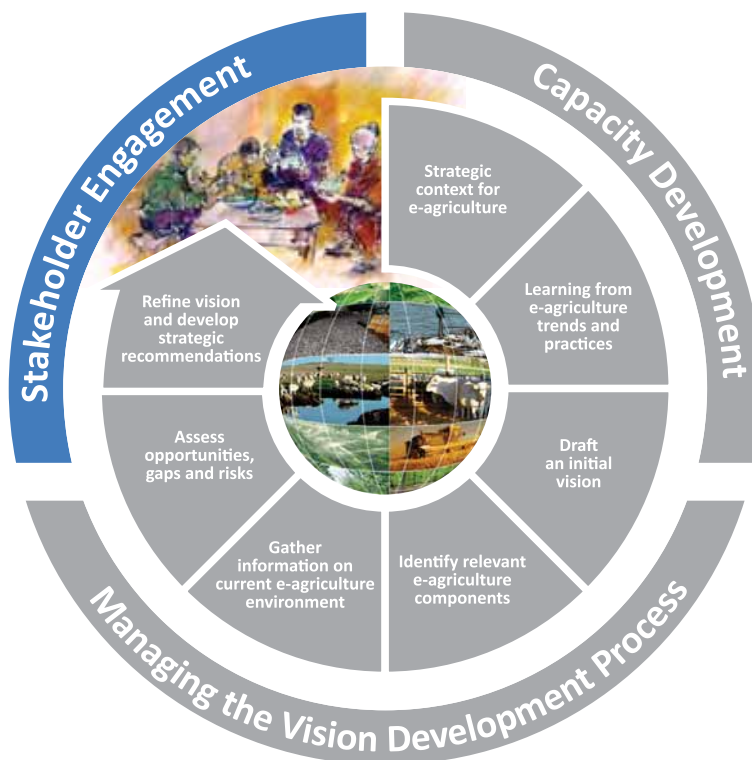 Stakeholder Engagement
Capacity Development
Strategic
context for
e-agriculture
Learning from
e-agriculture
trends and
practices
Draft
an initial
vision
Identify relevant
e-agriculture
components
Gather
information on
current e-agriculture
environment
Assess
opportunities,
gaps and risks
Refine vision
and develop
strategic
recommendations
Managing the Vision Development Process